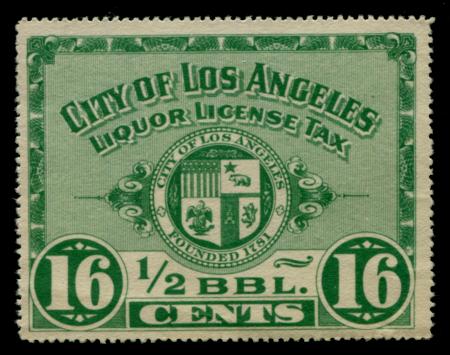 CITY OF LOS ANGELES
LIQUOR LICENSE TAX
CITY OF LOS ANGELES
FOUNDED 1781
16
1/2 BBL.
16
CENTS